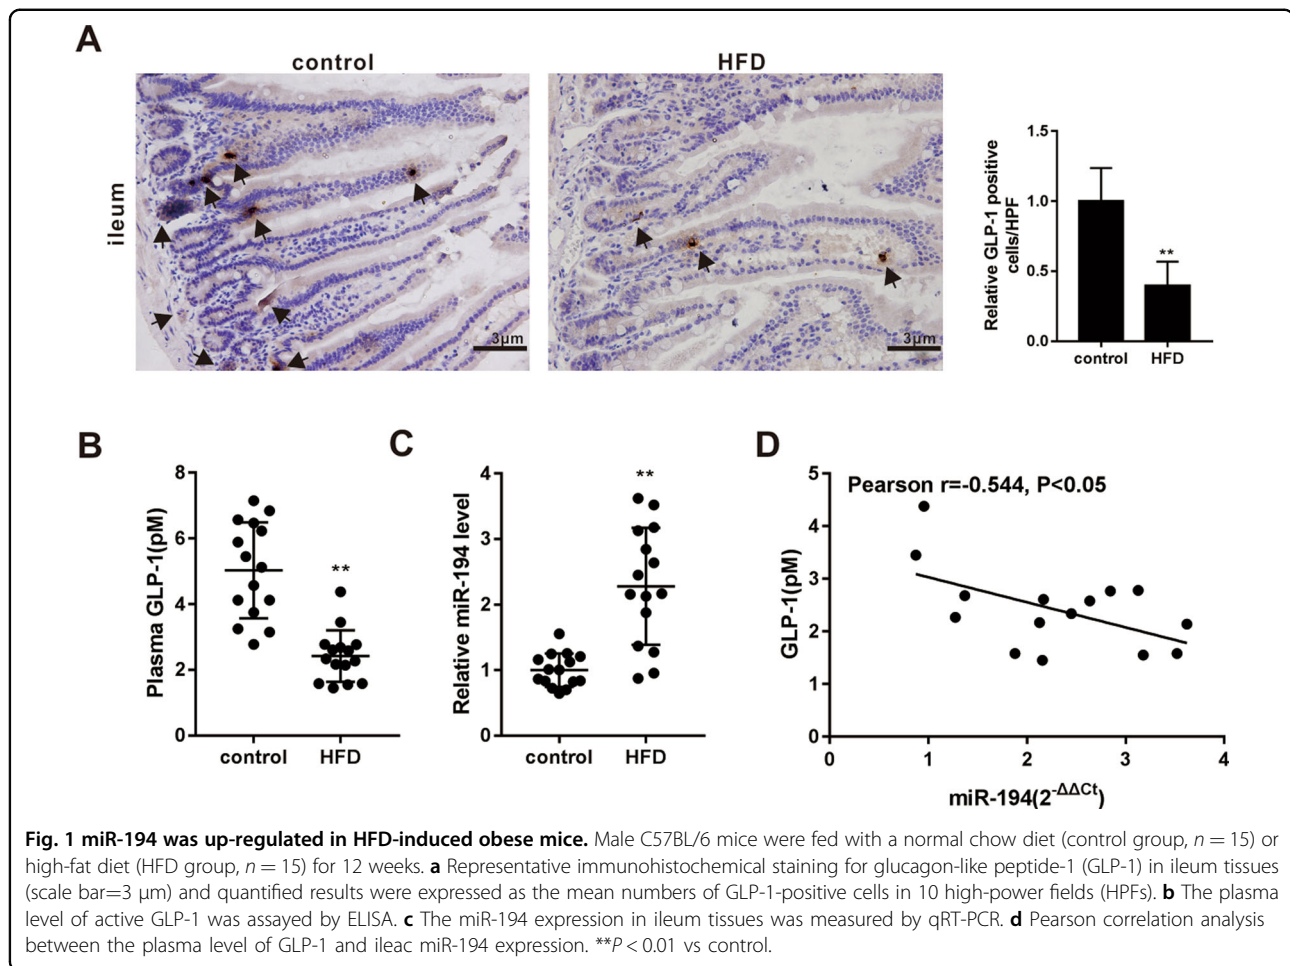 A
control
HFD
ileum
3μm
3μm
Relative GLP-1 positive
cells/HPF
1.5
1.0
0.5
0.0
**
control
HFD
B
Plasma GLP-1(pM)
8
6
4
2
0
**
control
HFD
C
Relative miR-194 level
4
3
2
1
0
**
control
HFD
D
Pearson r=-0.544, P<0.05
GLP-1(pM)
5
4
3
2
1
0
0
1
2
3
4
miR-194(2^-ΔΔCt)
Fig. 1 miR-194 was up-regulated in HFD-induced obese mice. Male C57BL/6 mice were fed with a normal chow diet (control group, n = 15) or
high-fat diet (HFD group, n = 15) for 12 weeks. a Representative immunohistochemical staining for glucagon-like peptide-1 (GLP-1) in ileum tissues
(scale bar=3 μm) and quantified results were expressed as the mean numbers of GLP-1-positive cells in 10 high-power fields (HPFs). b The plasma
level of active GLP-1 was assayed by ELISA. c The miR-194 expression in ileum tissues was measured by qRT-PCR. d Pearson correlation analysis
between the plasma level of GLP-1 and ileac miR-194 expression. **P < 0.01 vs control.